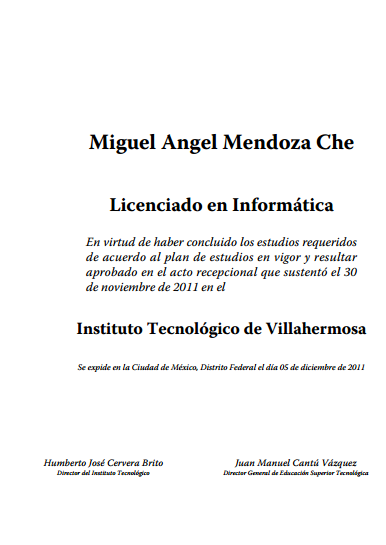 Miguel Angel Mendoza Che
Licenciado en Informática
En virtud de haber concluido los estudios requeridos
de acuerdo al plan de estudios en vigor y resultar
aprobado en el acto recepcional que sustentó el 30
de noviembre de 2011 en el
Instituto Tecnológico de Villahermosa
Se expide en la Ciudad de México, Distrito Federal el día 05 de diciembre de 2011
Humberto José Cervera Brito
Director del Instituto Tecnológico
Juan Manuel Cantú Vázquez
Director General de Educación Superior Tecnológica